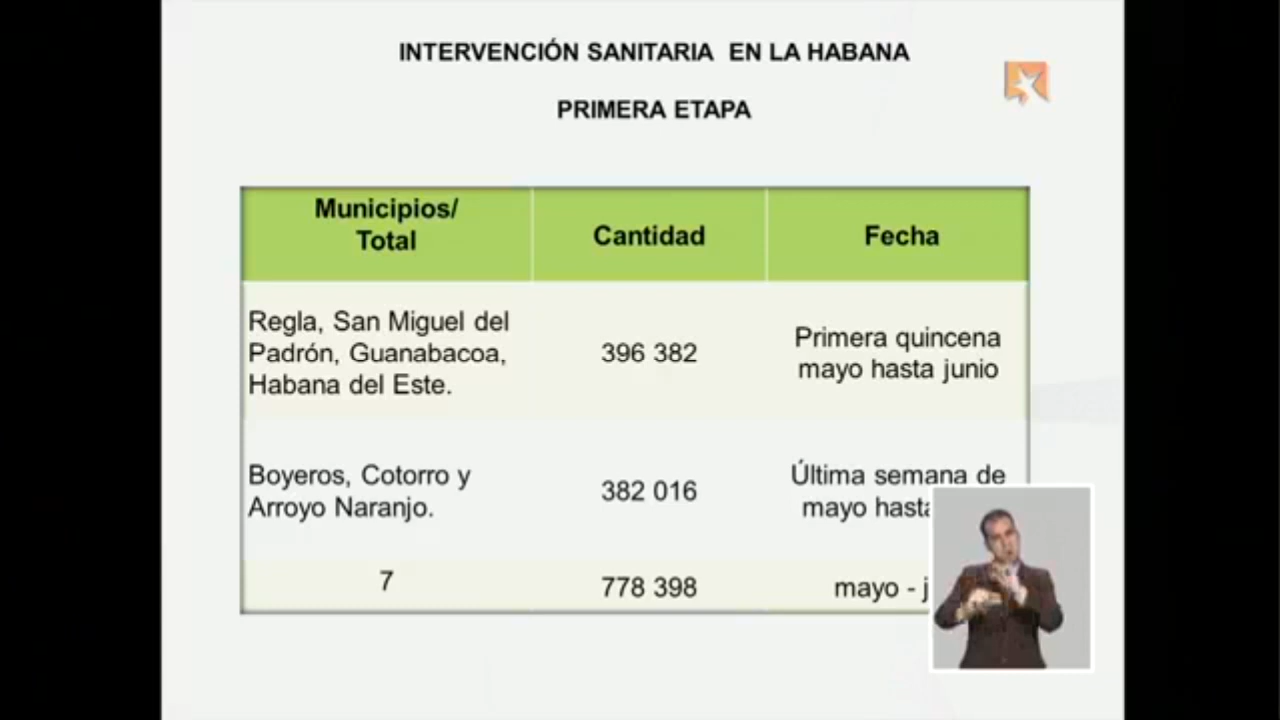 INTERVENCIÓN SANITARIA EN LA HABANA
PRIMERA ETAPA
Municipios/
Total
Cantidad
Fecha
Regla, San Miguel del
Padrón, Guanabacoa,
Habana del Este.
396 382
Primera quincena
mayo hasta junio
Boyeros, Cotorro y
Arroyo Naranjo.
382 016
Última semana de
mayo hasta
7
778 398
mayo -